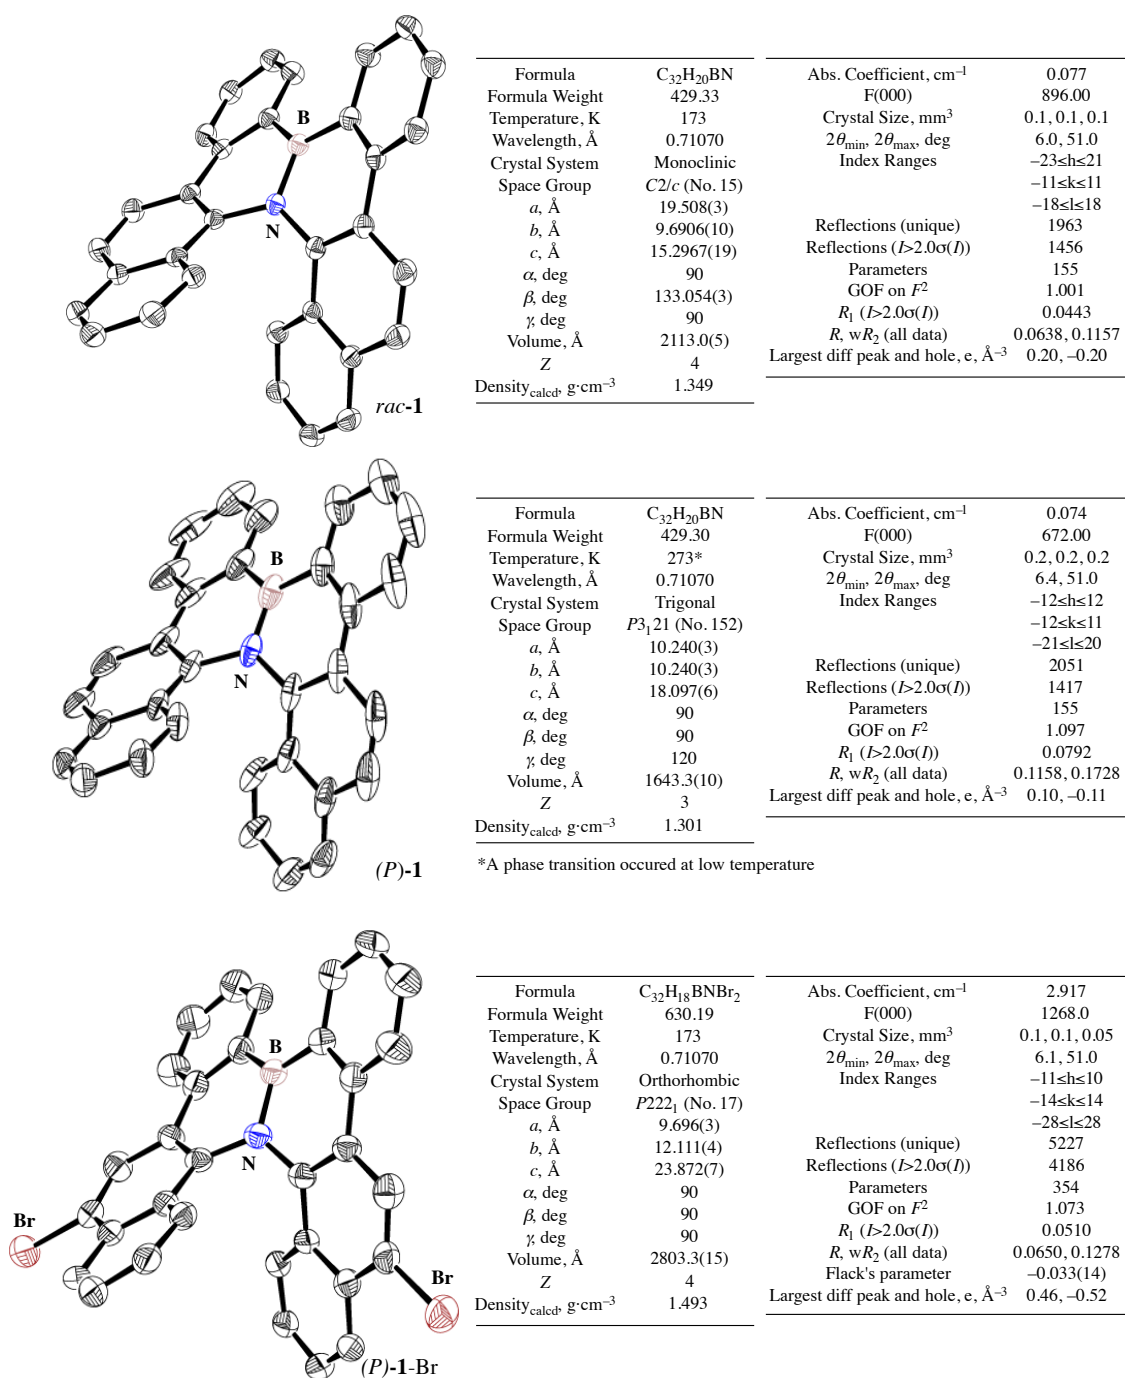 B
N
rac-1
Formula C32H20BN
Formula Weight 429.33
Temperature, K 173
Wavelength, Å 0.71070
Crystal System Monoclinic
Space Group C2/c (No. 15)
a, Å 19.508(3)
b, Å 9.6906(10)
c, Å 15.2967(19)
α, deg 90
β, deg 133.054(3)
γ, deg 90
Volume, Å 2113.0(5)
Z 4
Densitycalcd, g·cm–3 1.349
Abs. Coefficient, cm–1 0.077
F(000) 896.00
Crystal Size, mm3 0.1, 0.1, 0.1
2θmin, 2θmax, deg 6.0, 51.0
Index Ranges –23≤h≤21
–11≤k≤11
–18≤l≤18
Reflections (unique) 1963
Reflections (I>2.0σ(I)) 1456
Parameters 155
GOF on F2 1.001
R1 (I>2.0σ(I)) 0.0443
R, wR2 (all data) 0.0638, 0.1157
Largest diff peak and hole, e, Å–3 0.20, –0.20
B
N
(P)-1
Formula C32H20BN
Formula Weight 429.30
Temperature, K 273*
Wavelength, Å 0.71070
Crystal System Trigonal
Space Group P3121 (No. 152)
a, Å 10.240(3)
b, Å 10.240(3)
c, Å 18.097(6)
α, deg 90
β, deg 90
γ, deg 120
Volume, Å 1643.3(10)
Z 3
Densitycalcd, g·cm–3 1.301
*A phase transition occured at low temperature
Abs. Coefficient, cm–1 0.074
F(000) 672.00
Crystal Size, mm3 0.2, 0.2, 0.2
2θmin, 2θmax, deg 6.4, 51.0
Index Ranges –12≤h≤12
–12≤k≤11
–21≤l≤20
Reflections (unique) 2051
Reflections (I>2.0σ(I)) 1417
Parameters 155
GOF on F2 1.097
R1 (I>2.0σ(I)) 0.0792
R, wR2 (all data) 0.1158, 0.1728
Largest diff peak and hole, e, Å–3 0.10, –0.11
B
N
Br
Br
(P)-1-Br
Formula C32H18BNBr2
Formula Weight 630.19
Temperature, K 173
Wavelength, Å 0.71070
Crystal System Orthorhombic
Space Group P2221 (No. 17)
a, Å 9.696(3)
b, Å 12.111(4)
c, Å 23.872(7)
α, deg 90
β, deg 90
γ, deg 90
Volume, Å 2803.3(15)
Z 4
Densitycalcd, g·cm–3 1.493
Abs. Coefficient, cm–1 2.917
F(000) 1268.0
Crystal Size, mm3 0.1, 0.1, 0.05
2θmin, 2θmax, deg 6.1, 51.0
Index Ranges –11≤h≤10
–14≤k≤14
–28≤l≤28
Reflections (unique) 5227
Reflections (I>2.0σ(I)) 4186
Parameters 354
GOF on F2 1.073
R1 (I>2.0σ(I)) 0.0510
R, wR2 (all data) 0.0650, 0.1278
Flack's parameter –0.033(14)
Largest diff peak and hole, e, Å–3 0.46, –0.52